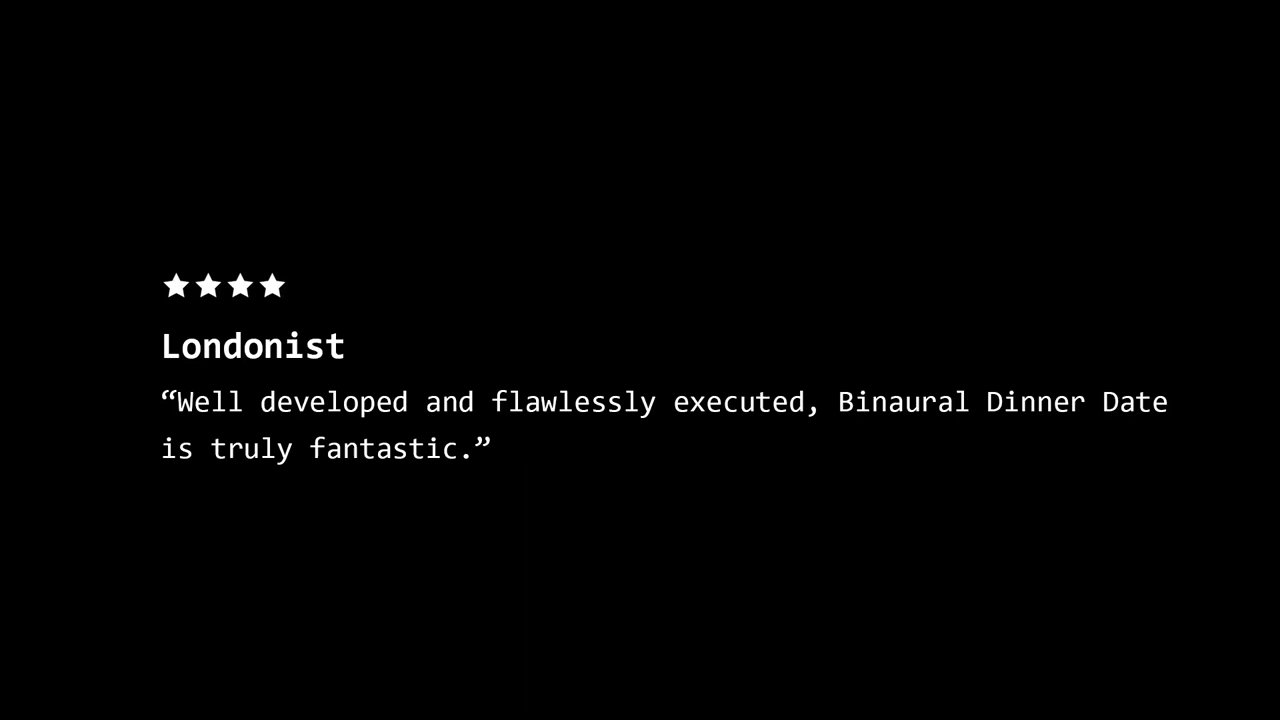 ★★★★
Londonist
“Well developed and flawlessly executed, Binaural Dinner Date
is truly fantastic.”